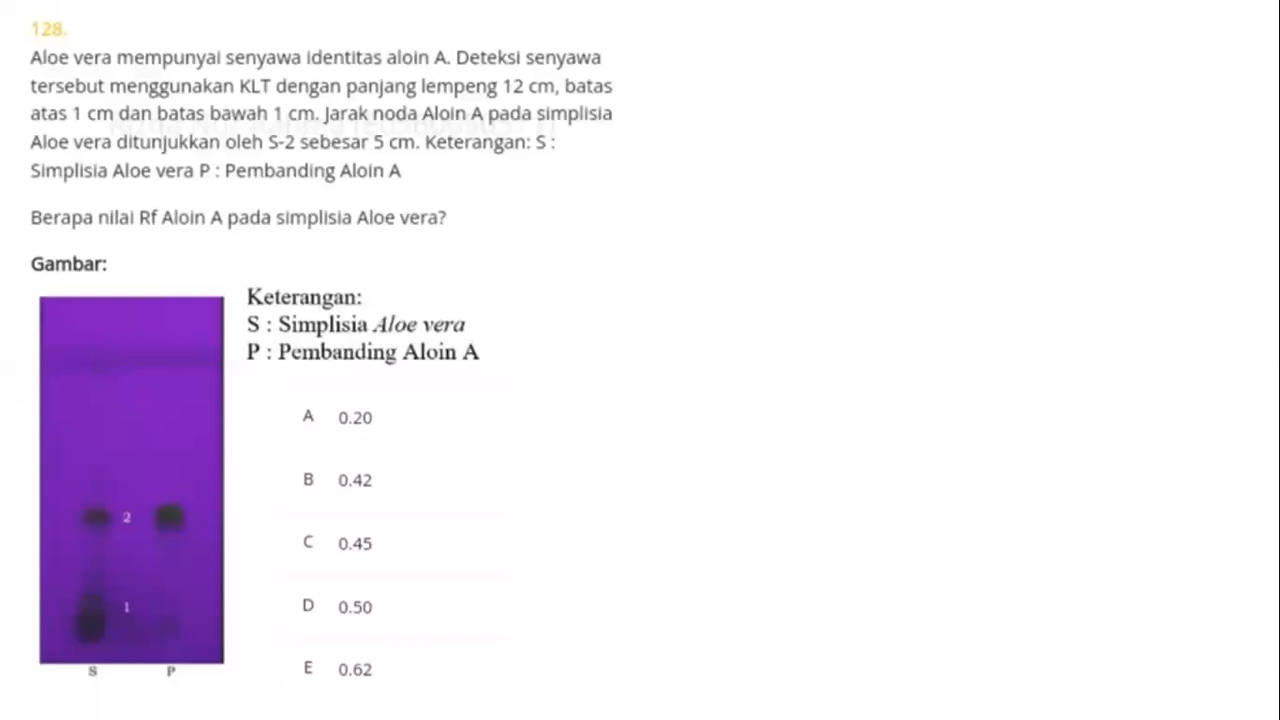 128.
Aloe vera mempunyai senyawa identitas aloin A. Deteksi senyawa
tersebut menggunakan KLT dengan panjang lempeng 12 cm, batas
atas 1 cm dan batas bawah 1 cm. Jarak noda Aloin A pada simplisia
Aloe vera ditunjukkan oleh S-2 sebesar 5 cm. Keterangan: S :
Simplisia Aloe vera P : Pembanding Aloin A
Berapa nilai Rf Aloin A pada simplisia Aloe vera?
Gambar:
Keterangan:
S : Simplisia Aloe vera
P : Pembanding Aloin A
2
1
S P
A 0.20
B 0.42
C 0.45
D 0.50
E 0.62